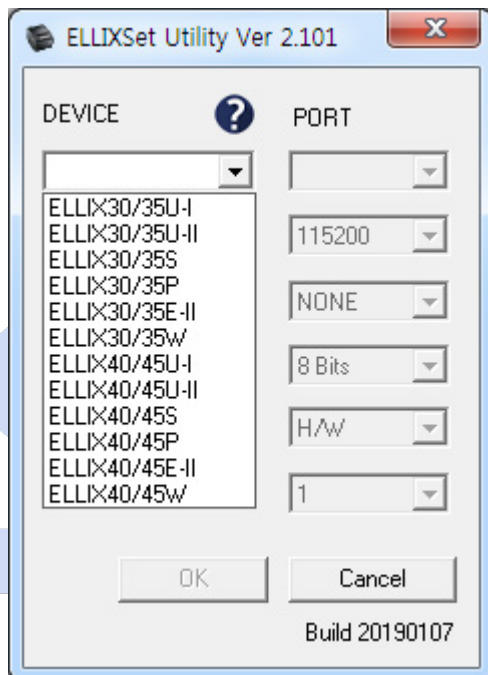 ELLIXSet Utility Ver 2.101
DEVICE
?
PORT
ELLIX30/35U-I
ELLIX30/35U-II
ELLIX30/35S
ELLIX30/35P
ELLIX30/35E-II
ELLIX30/35W
ELLIX40/45U-I
ELLIX40/45U-II
ELLIX40/45S
ELLIX40/45P
ELLIX40/45E-II
ELLIX40/45W
115200
NONE
8 Bits
H/W
1
OK
Cancel
Build 20190107